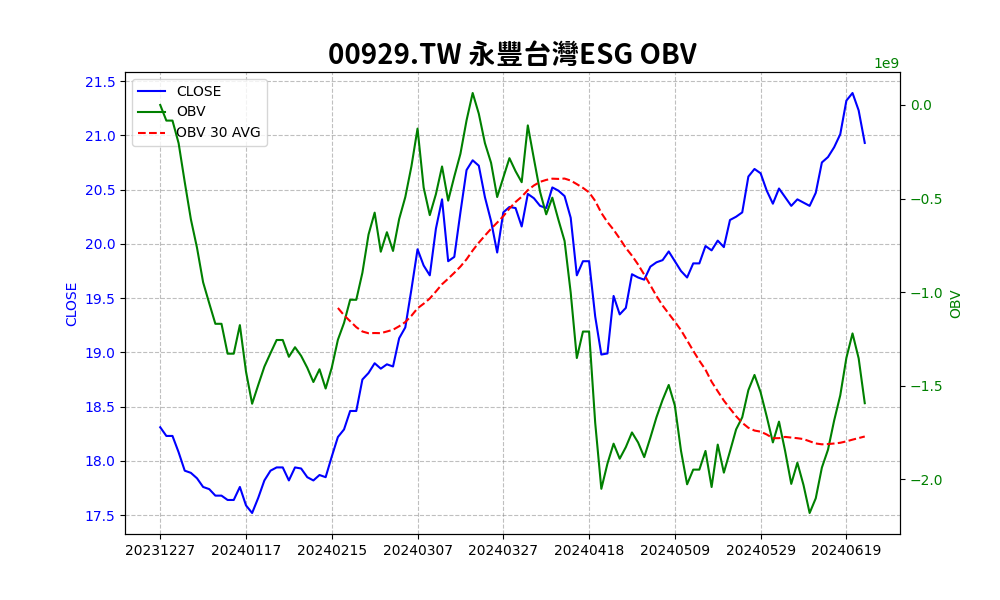 00929.TW 永豐台灣ESG OBV
1e9
CLOSE
OBV
OBV 30 AVG
21.5
21.0
20.5
20.0
19.5
19.0
18.5
18.0
17.5
CLOSE
0.0
−0.5
−1.0
−1.5
−2.0
OBV
20231227 20240117 20240215 20240307 20240327 20240418 20240509 20240529 20240619